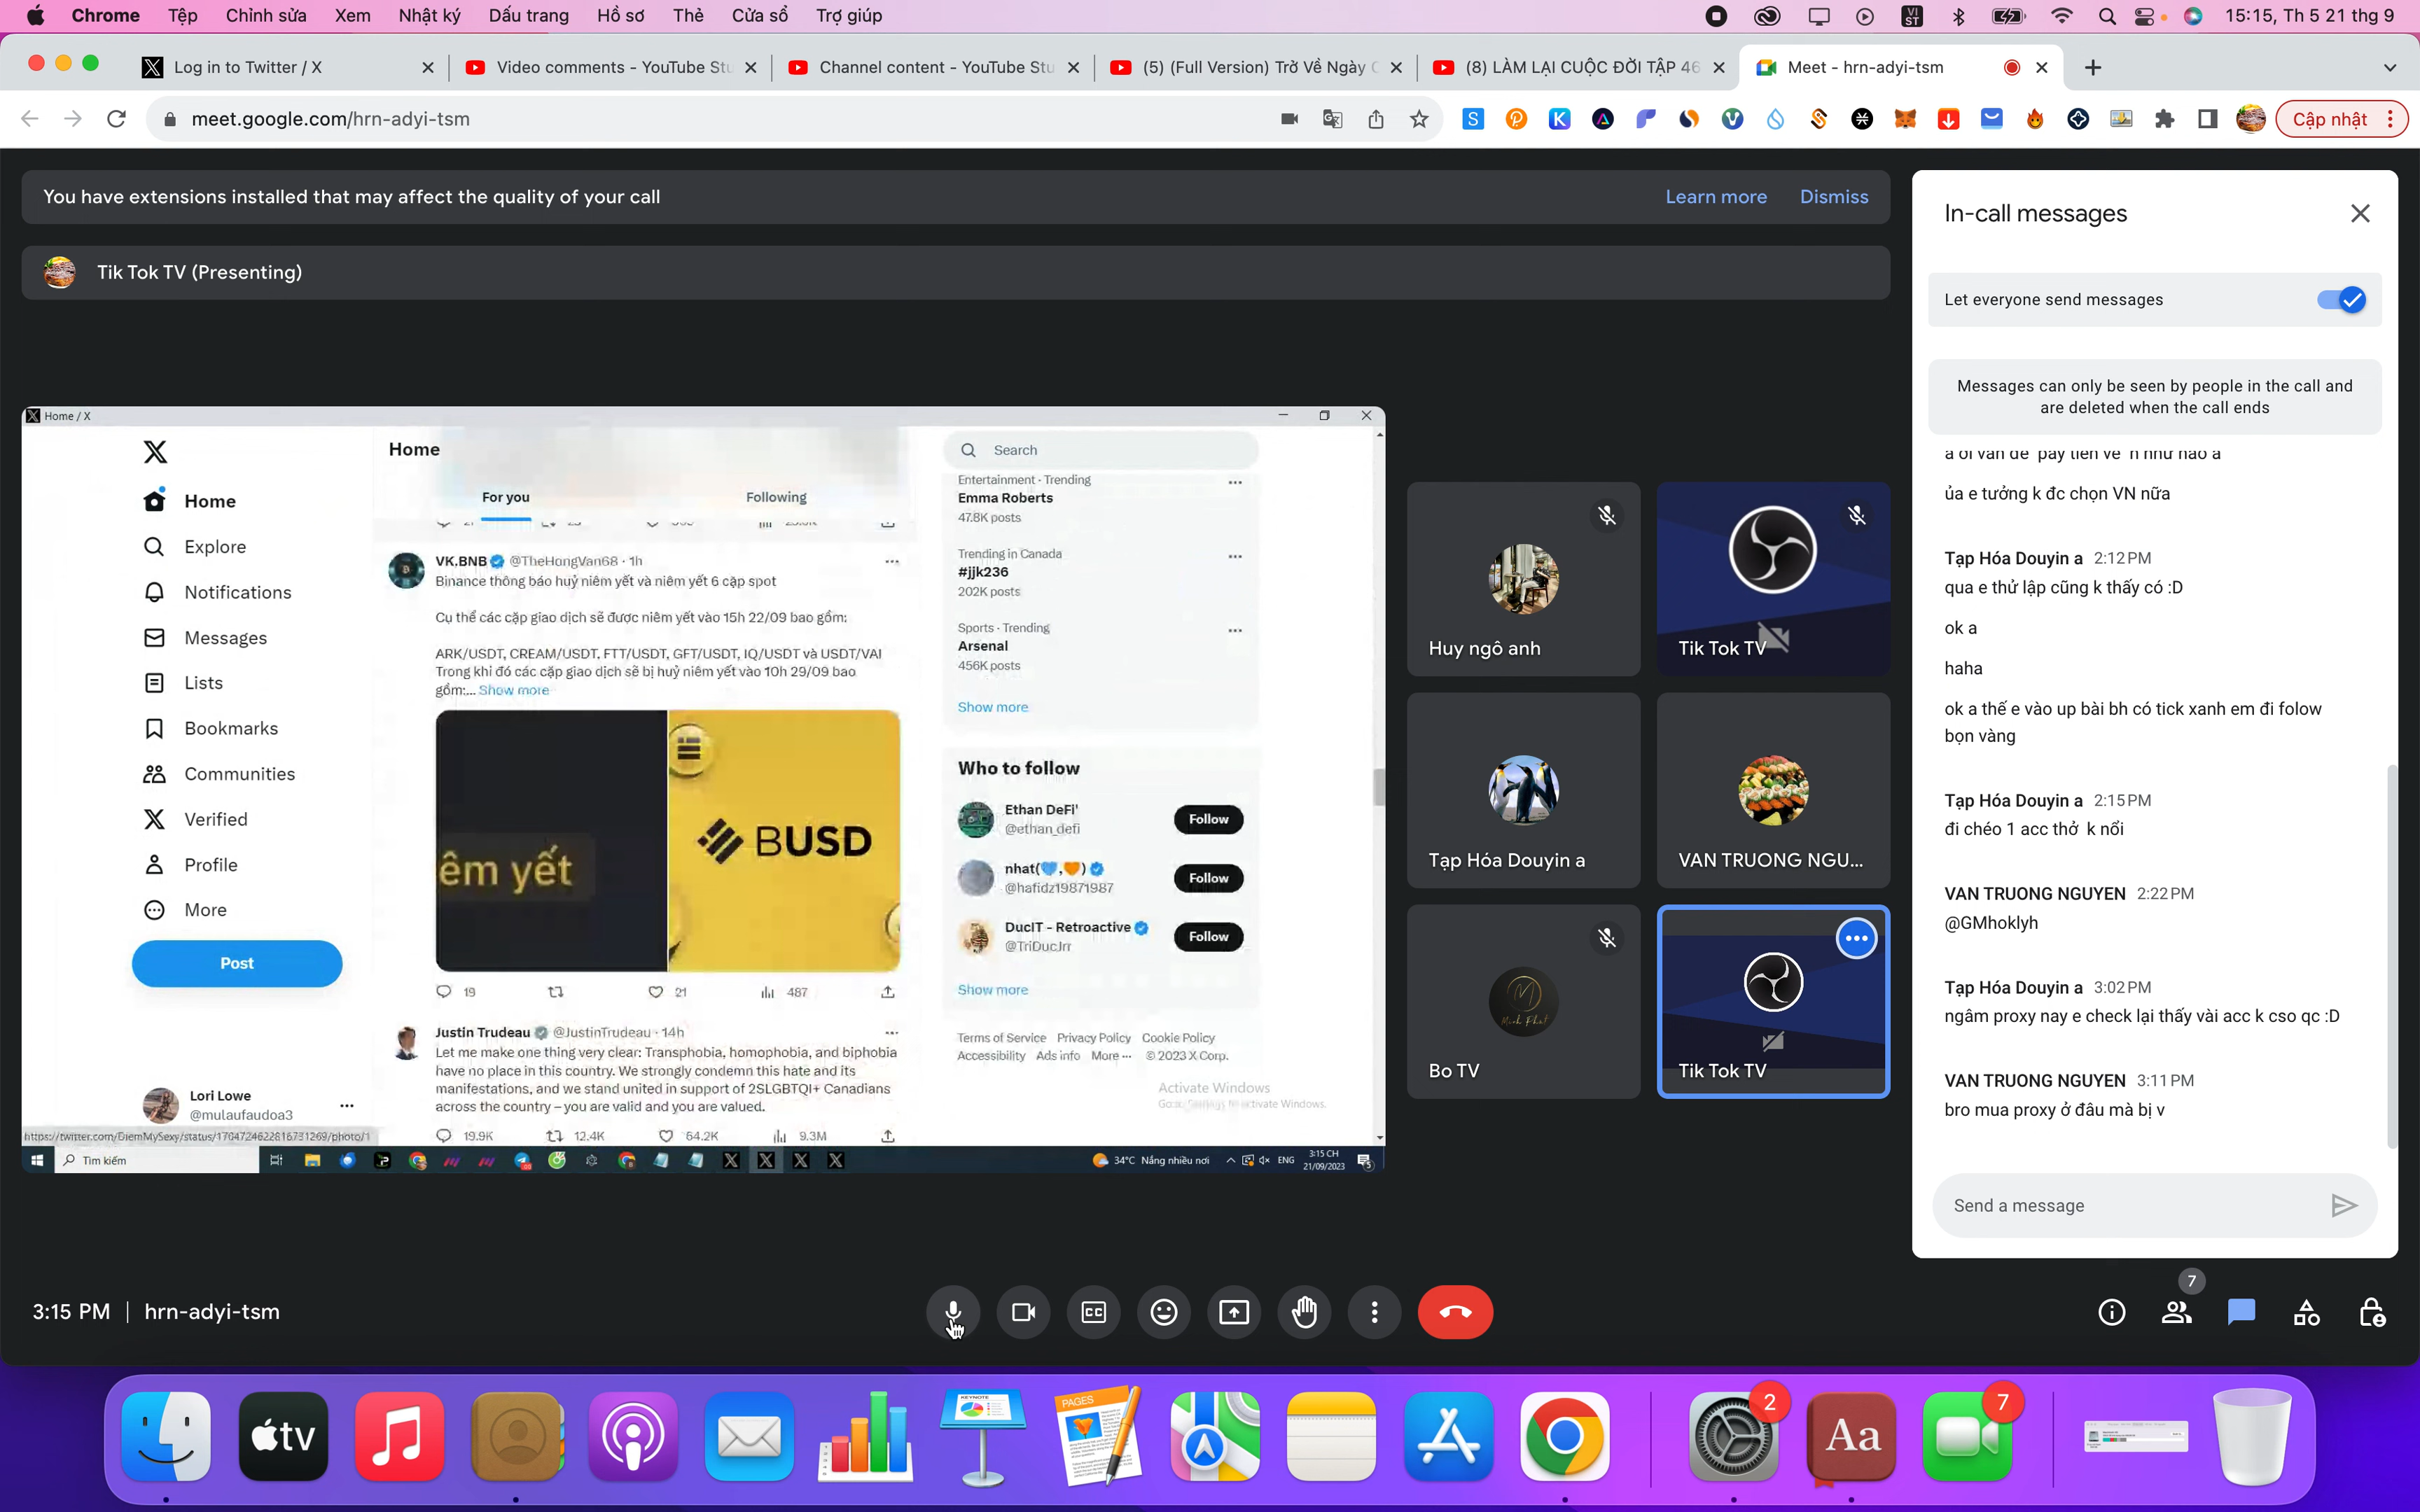 Chrome Tệp Chỉnh sửa Xem Nhật ký Dấu trang Hồ sơ Thẻ Cửa sổ Trợ giúp
VI
ST
15:15, Th 5 21 thg 9
Log in to Twitter / X
Video comments - YouTube Stu
Channel content - YouTube Stu
(5) (Full Version) Trở Về Ngày C
(8) LÀM LẠI CUỘC ĐỜI TẬP 46
Meet - hrn-adyi-tsm
meet.google.com/hrn-adyi-tsm
Cập nhật
You have extensions installed that may affect the quality of your call
Learn more
Dismiss
Tik Tok TV (Presenting)
Home / X
Home
Explore
Notifications
Messages
Lists
Bookmarks
Communities
Verified
Profile
More
Post
Lori Lowe
@mulaufaudoa3
Home
For you
Following
VK.BNB @TheHongVan68 · 1h
Binance thông báo huỷ niêm yết và niêm yết 6 cặp spot
Cụ thể các cặp giao dịch sẽ được niêm yết vào 15h 22/09 bao gồm:
ARK/USDT, CREAM/USDT, FTT/USDT, GFT/USDT, IQ/USDT và USDT/VAI
Trong khi đó các cặp giao dịch sẽ bị huỷ niêm yết vào 10h 29/09 bao
gồm:... Show more
êm yết
BUSD
19
21
487
Justin Trudeau @JustinTrudeau · 14h
Let me make one thing very clear: Transphobia, homophobia, and biphobia
have no place in this country. We strongly condemn this hate and its
manifestations, and we stand united in support of 2SLGBTQI+ Canadians
across the country – you are valid and you are valued.
19.9K
12.4K
64.2K
9.3M
Search
Entertainment · Trending
Emma Roberts
47.8K posts
Trending in Canada
#jjk236
202K posts
Sports · Trending
Arsenal
456K posts
Show more
Who to follow
Ethan DeFi'
@ethan_defi
Follow
nhat(
@hafidz19871987
Follow
DucIT - Retroactive
@TriDucJrr
Follow
Show more
Terms of Service Privacy Policy Cookie Policy
Accessibility Ads info More ··· © 2023 X Corp.
Activate Windows
Tìm kiếm
34°C Nắng nhiều nơi
ENG
3:15 CH
21/09/2023
Huy ngô anh
Tik Tok TV
Tạp Hóa Douyin a
VAN TRUONG NGU...
Minh Phát
Bo TV
Tik Tok TV
In-call messages
Let everyone send messages
Messages can only be seen by people in the call and
are deleted when the call ends
ủa e tưởng k đc chọn VN nữa
Tạp Hóa Douyin a 2:12 PM
qua e thử lập cũng k thấy có :D
ok a
haha
ok a thế e vào up bài bh có tick xanh em đi folow
bọn vàng
Tạp Hóa Douyin a 2:15 PM
đi chéo 1 acc thở k nổi
VAN TRUONG NGUYEN 2:22 PM
@GMhoklyh
Tạp Hóa Douyin a 3:02 PM
ngâm proxy nay e check lại thấy vài acc k cso qc :D
VAN TRUONG NGUYEN 3:11 PM
bro mua proxy ở đâu mà bị v
Send a message
3:15 PM | hrn-adyi-tsm
CC
7
tv
KEYNOTE
PAGES
2
Aa
7